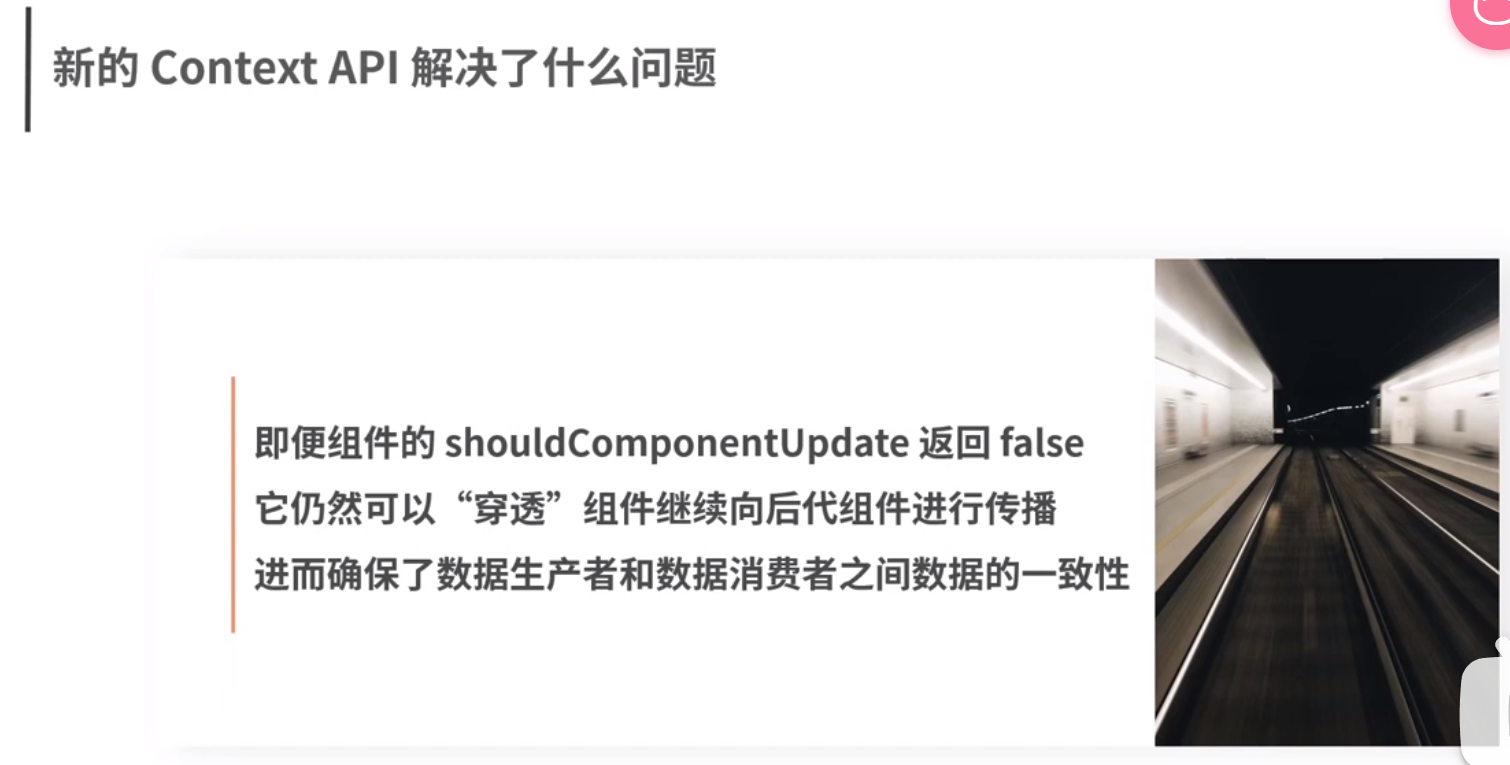 新的 Context API 解决了什么问题
即便组件的 shouldComponentUpdate 返回 false
它仍然可以“穿透”组件继续向后代组件进行传播
进而确保了数据生产者和数据消费者之间数据的一致性